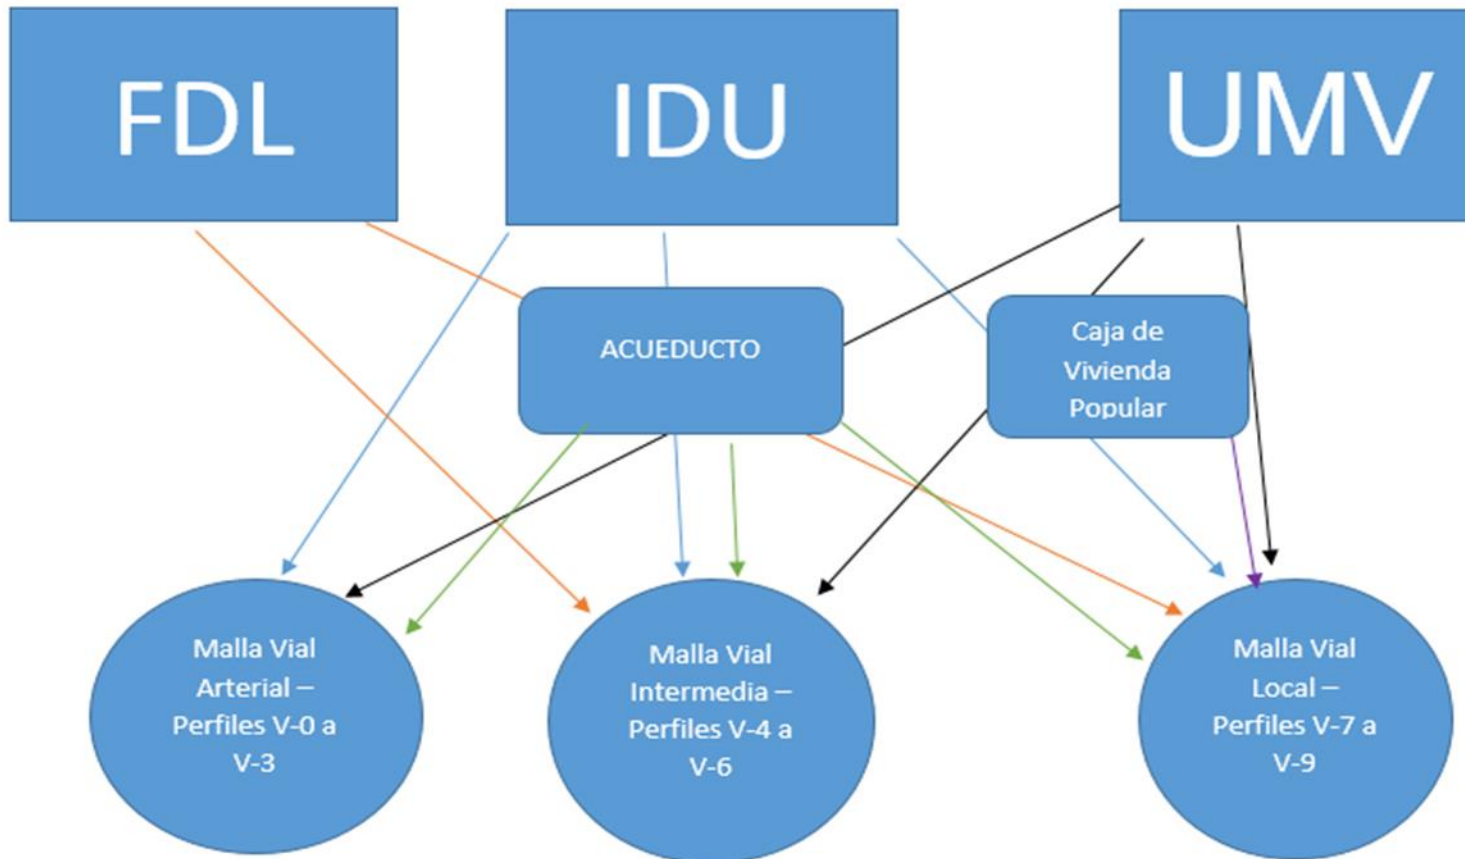 FDL
IDU
UMV
ACUEDUCTO
Caja de
Vivienda
Popular
Malla Vial
Arterial –
Perfiles V-0 a
V-3
Malla Vial
Intermedia –
Perfiles V-4 a
V-6
Malla Vial
Local –
Perfiles V-7 a
V-9